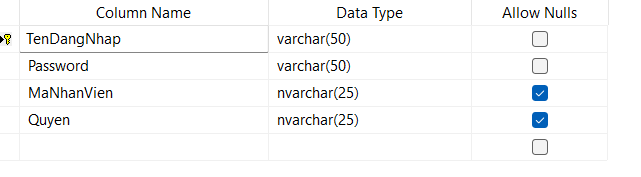 Column Name Data Type Allow Nulls
TenDangNhap varchar(50)
Password varchar(50)
MaNhanVien nvarchar(25)
Quyen nvarchar(25)